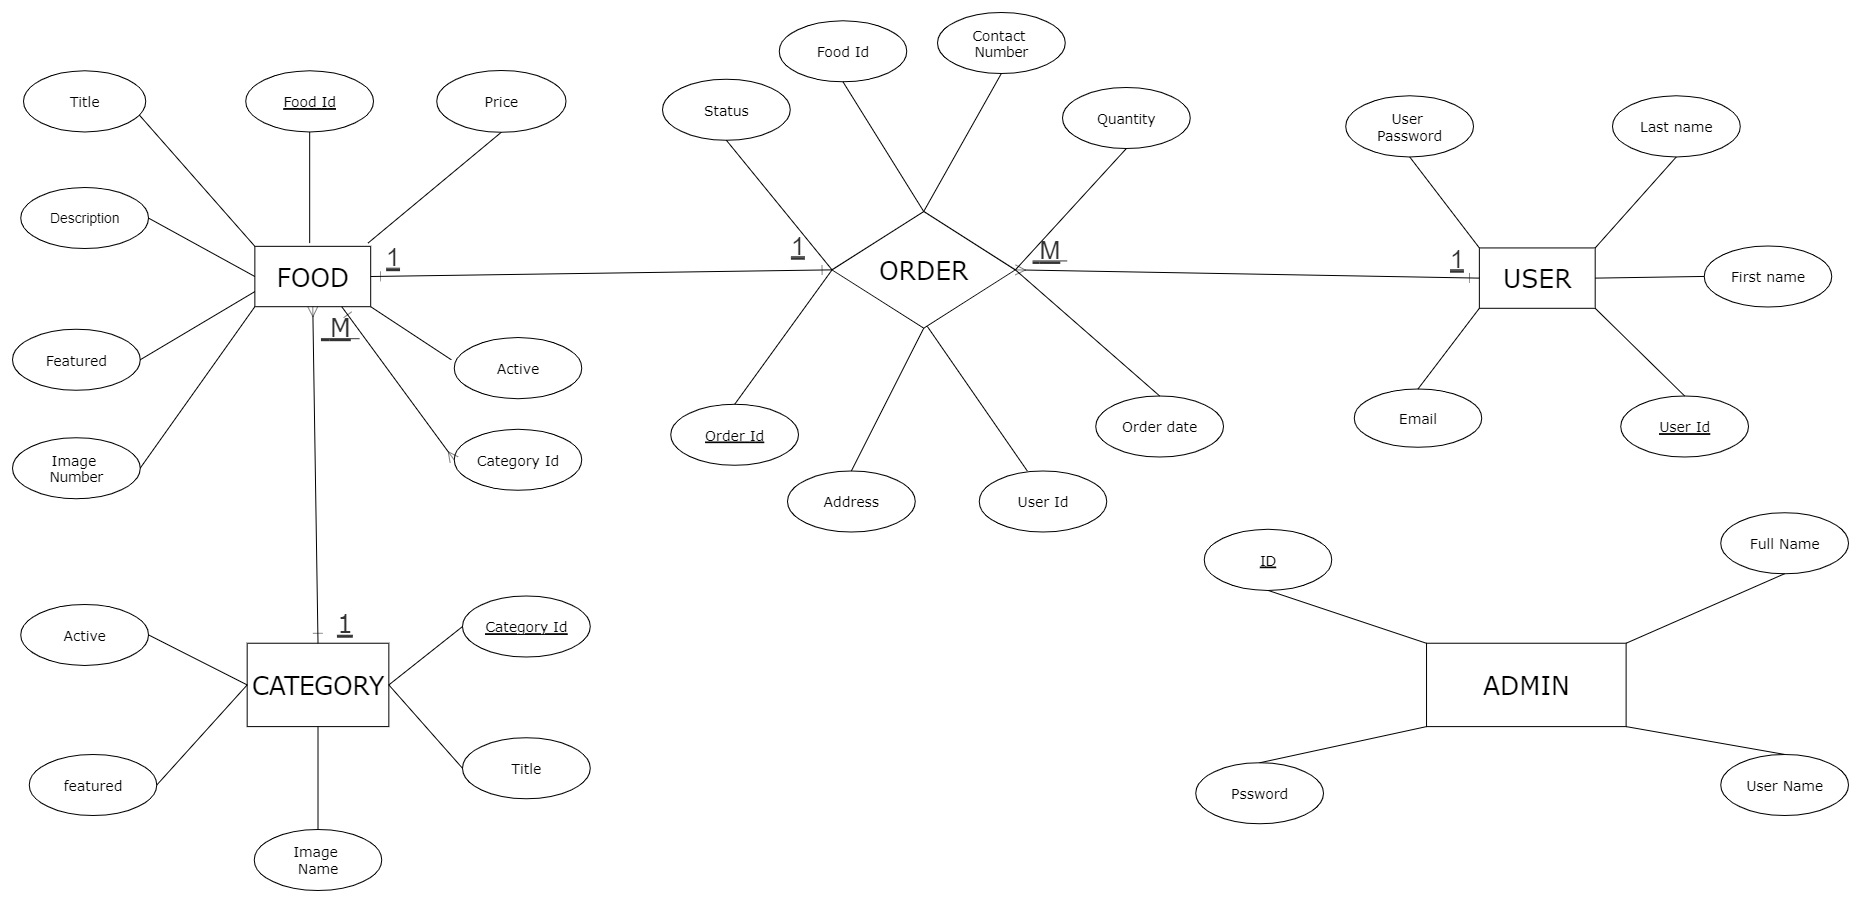 Title
Food Id
Price
Description
FOOD
1
M
Featured
Image
Number
Active
Category Id
Status
Food Id
Contact
Number
Quantity
1
ORDER
M
Order Id
Address
User Id
Order date
User
Password
Last name
1
USER
First name
Email
User Id
1
Active
Category Id
CATEGORY
featured
Title
Image
Name
ID
Full Name
ADMIN
Pssword
User Name